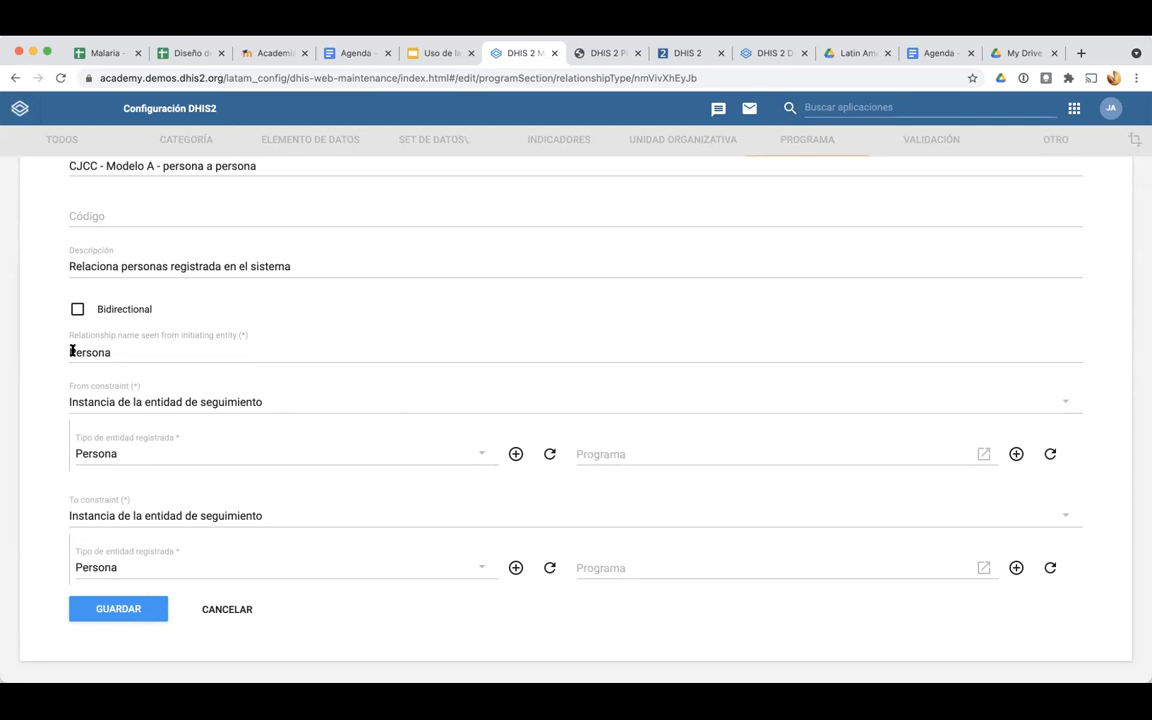 Malaria
Diseño d
Academi
Agenda -
Uso de la
DHIS 2 M
DHIS 2 P
DHIS 2
DHIS 2 D
Latin Am
Agenda -
My Drive
academy.demos.dhis2.org/latam_config/dhis-web-maintenance/index.html#/edit/programSection/relationshipType/nmVivXhEyJb
Configuración DHIS2
Buscar aplicaciones
JA
TODOS
CATEGORÍA
ELEMENTO DE DATOS
SET DE DATOS\;
INDICADORES
UNIDAD ORGANIZATIVA
PROGRAMA
VALIDACIÓN
OTRO
CJCC - Modelo A - persona a persona
Código
Descripción
Relaciona personas registrada en el sistema
Bidirectional
Relationship name seen from initiating entity (*)
Persona
From constraint (*)
Instancia de la entidad de seguimiento
Tipo de entidad registrada *
Persona
Programa
To constraint (*)
Instancia de la entidad de seguimiento
Tipo de entidad registrada *
Persona
Programa
GUARDAR
CANCELAR